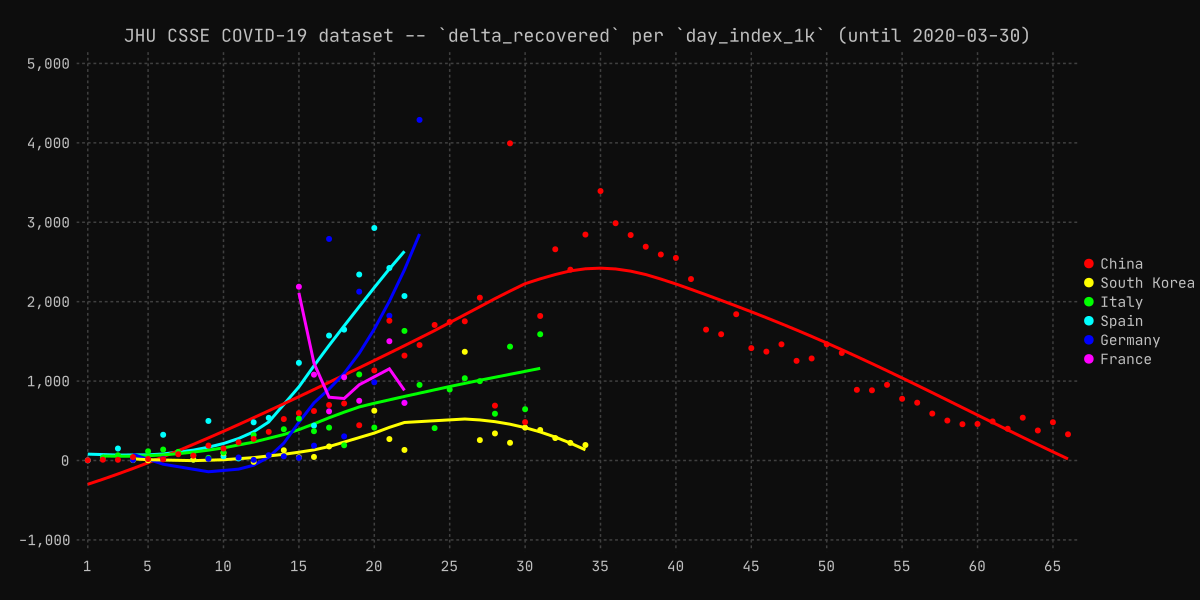 JHU CSSE COVID-19 dataset -- `delta_recovered` per `day_index_1k` (until 2020-03-30)
5,000
4,000
3,000
2,000
1,000
0
-1,000
1 5 10 15 20 25 30 35 40 45 50 55 60 65
China
South Korea
Italy
Spain
Germany
France